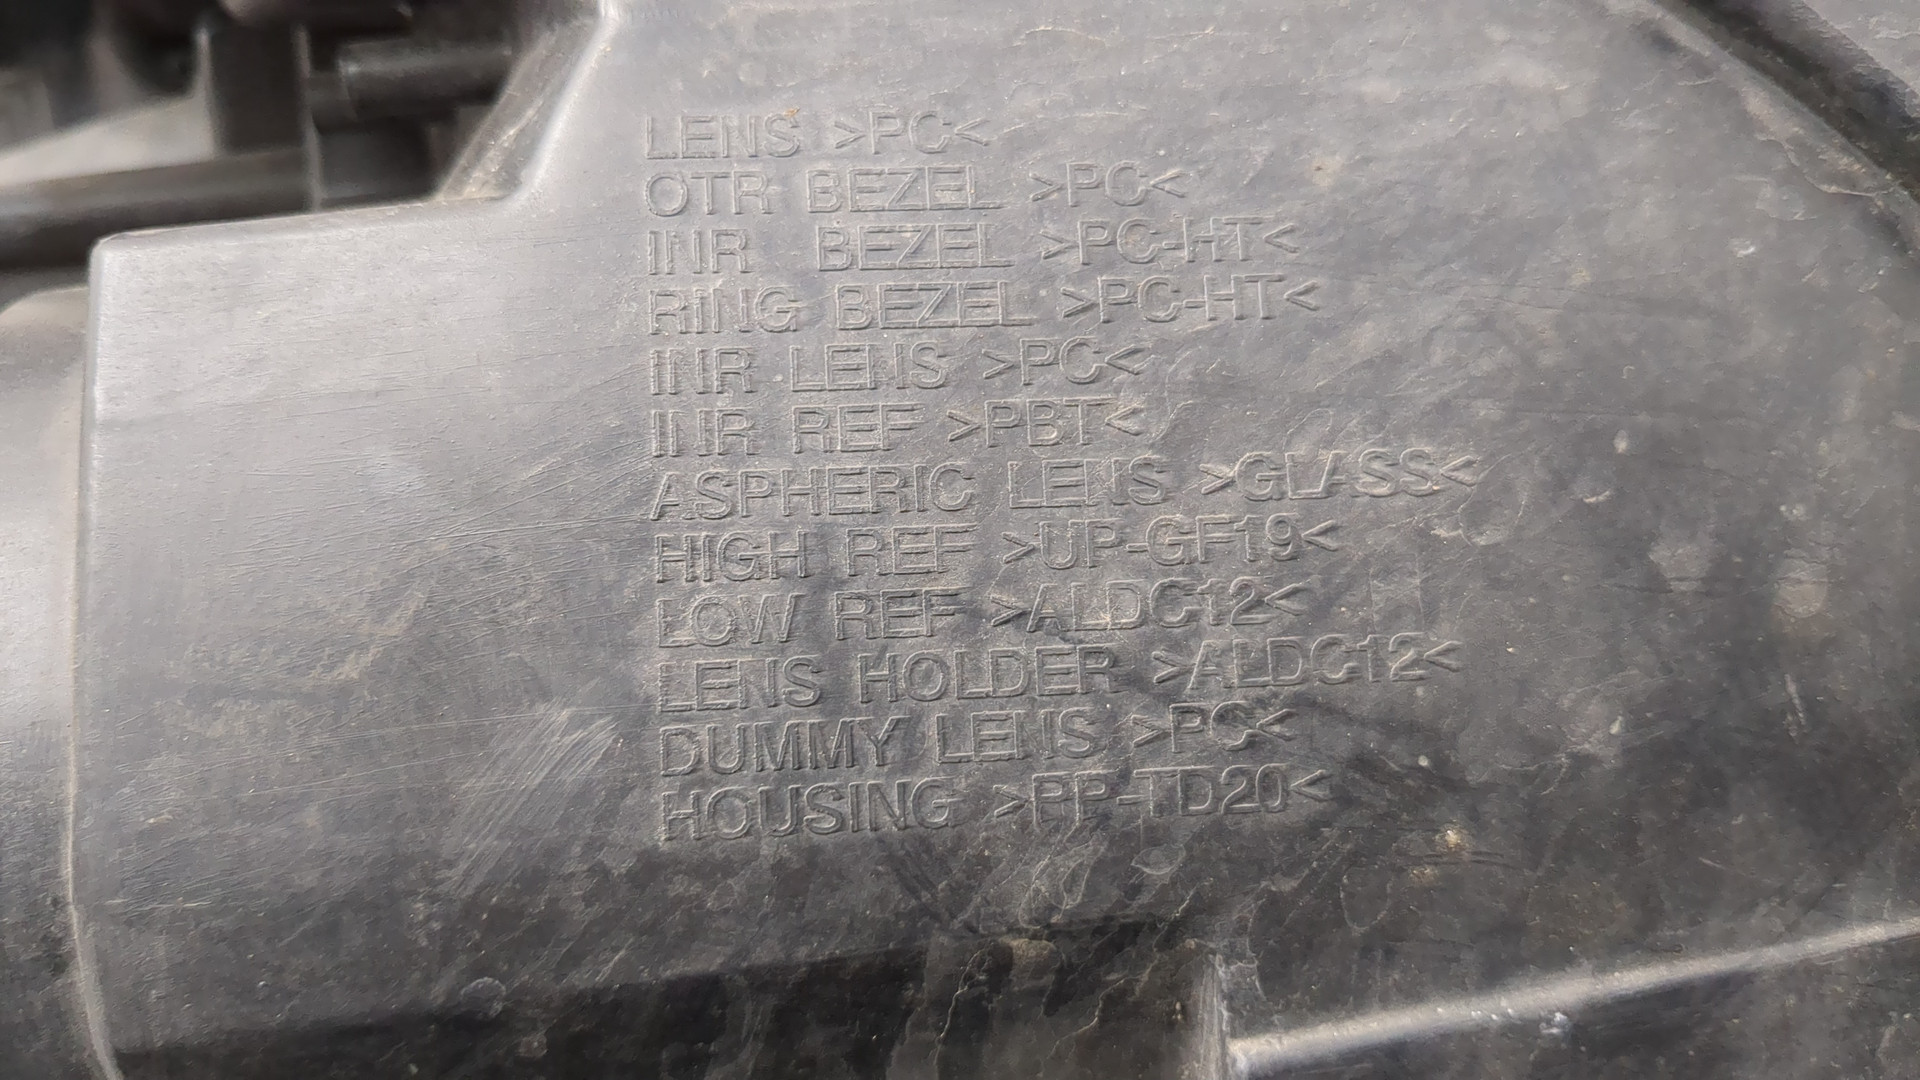 LENS >PC<
OTR BEZEL >PC<
INR BEZEL >PC-HT<
RING BEZEL >PC-HT<
INR LENS >PC<
INR REF >PBT<
ASPHERIC LENS >GLASS<
HIGH REF >UP-GF19<
LOW REF >ALDC12<
LENS HOLDER >ALDC12<
DUMMY LENS >PC<
HOUSING >PP-TD20<